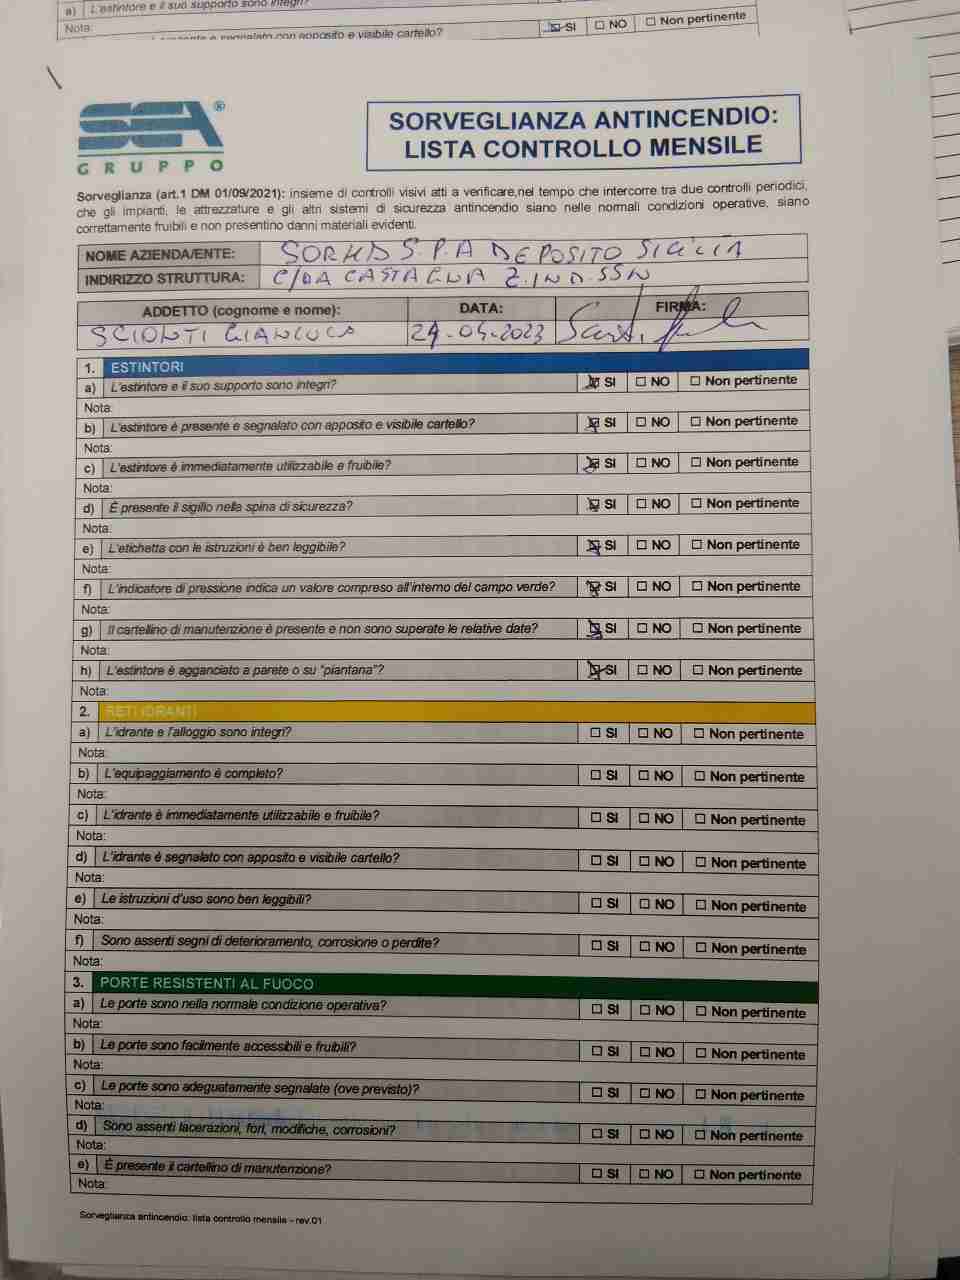 a) L'estintore e il suo supporto sono integri?
Nota:
e segnalato con apposito e visibile cartello? ☒ SI ☐ NO ☐ Non pertinente
SEA®
GRUPPO
SORVEGLIANZA ANTINCENDIO:
LISTA CONTROLLO MENSILE
Sorveglianza (art.1 DM 01/09/2021): insieme di controlli visivi atti a verificare,nel tempo che intercorre tra due controlli periodici,
che gli impianti, le attrezzature e gli altri sistemi di sicurezza antincendio siano nelle normali condizioni operative, siano
correttamente fruibili e non presentino danni materiali evidenti.
NOME AZIENDA/ENTE: S.P.A DEPOSITO SICILIA
INDIRIZZO STRUTTURA: C/DA CASTAGNA Z.IND.SSN
ADDETTO (cognome e nome): DATA: FIRMA:
SCIONTI GIANLUCA 29-05-2023
1. ESTINTORI
a) L'estintore e il suo supporto sono integri? ☒ SI ☐ NO ☐ Non pertinente
Nota:
b) L'estintore è presente e segnalato con apposito e visibile cartello? ☒ SI ☐ NO ☐ Non pertinente
Nota:
c) L'estintore è immediatamente utilizzabile e fruibile? ☒ SI ☐ NO ☐ Non pertinente
Nota:
d) È presente il sigillo nella spina di sicurezza? ☒ SI ☐ NO ☐ Non pertinente
Nota:
e) L'etichetta con le istruzioni è ben leggibile? ☒ SI ☐ NO ☐ Non pertinente
Nota:
f) L'indicatore di pressione indica un valore compreso all'interno del campo verde? ☒ SI ☐ NO ☐ Non pertinente
Nota:
g) Il cartellino di manutenzione è presente e non sono superate le relative date? ☒ SI ☐ NO ☐ Non pertinente
Nota:
h) L'estintore è agganciato a parete o su "piantana"? ☒ SI ☐ NO ☐ Non pertinente
Nota:
2. RETI IDRANTI
a) L'idrante e l'alloggio sono integri? ☐ SI ☐ NO ☐ Non pertinente
Nota:
b) L'equipaggiamento è completo? ☐ SI ☐ NO ☐ Non pertinente
Nota:
c) L'idrante è immediatamente utilizzabile e fruibile? ☐ SI ☐ NO ☐ Non pertinente
Nota:
d) L'idrante è segnalato con apposito e visibile cartello? ☐ SI ☐ NO ☐ Non pertinente
Nota:
e) Le istruzioni d'uso sono ben leggibili? ☐ SI ☐ NO ☐ Non pertinente
Nota:
f) Sono assenti segni di deterioramento, corrosione o perdite? ☐ SI ☐ NO ☐ Non pertinente
Nota:
3. PORTE RESISTENTI AL FUOCO
a) Le porte sono nella normale condizione operativa? ☐ SI ☐ NO ☐ Non pertinente
Nota:
b) Le porte sono facilmente accessibili e fruibili? ☐ SI ☐ NO ☐ Non pertinente
Nota:
c) Le porte sono adeguatamente segnalate (ove previsto)? ☐ SI ☐ NO ☐ Non pertinente
Nota:
d) Sono assenti lacerazioni, fori, modifiche, corrosioni? ☐ SI ☐ NO ☐ Non pertinente
Nota:
e) È presente il cartellino di manutenzione? ☐ SI ☐ NO ☐ Non pertinente
Nota:
Sorveglianza antincendio: lista controllo mensile - rev.01